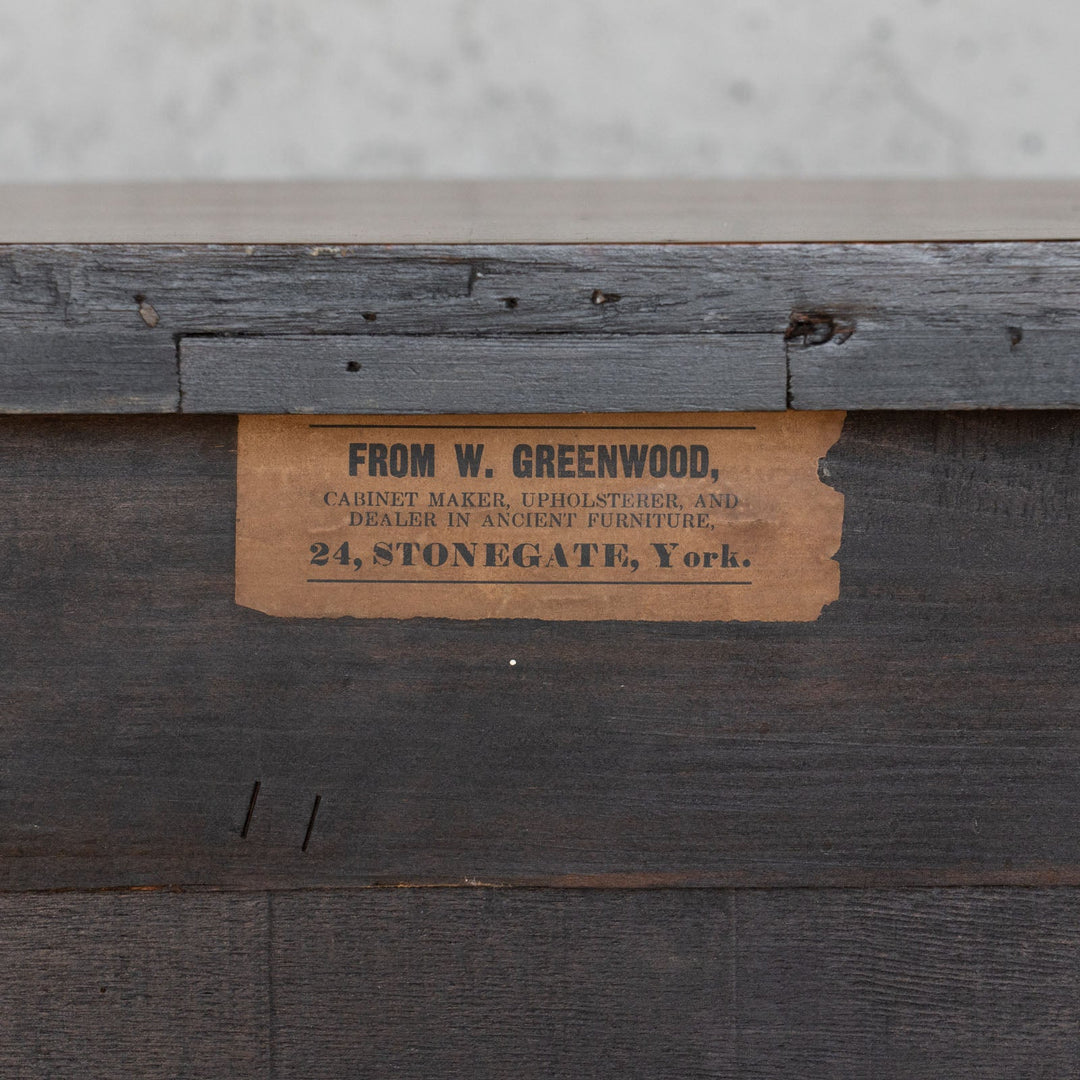 FROM W. GREENWOOD,
CABINET MAKER, UPHOLSTERER, AND
DEALER IN ANCIENT FURNITURE,
24, STONEGATE, York.